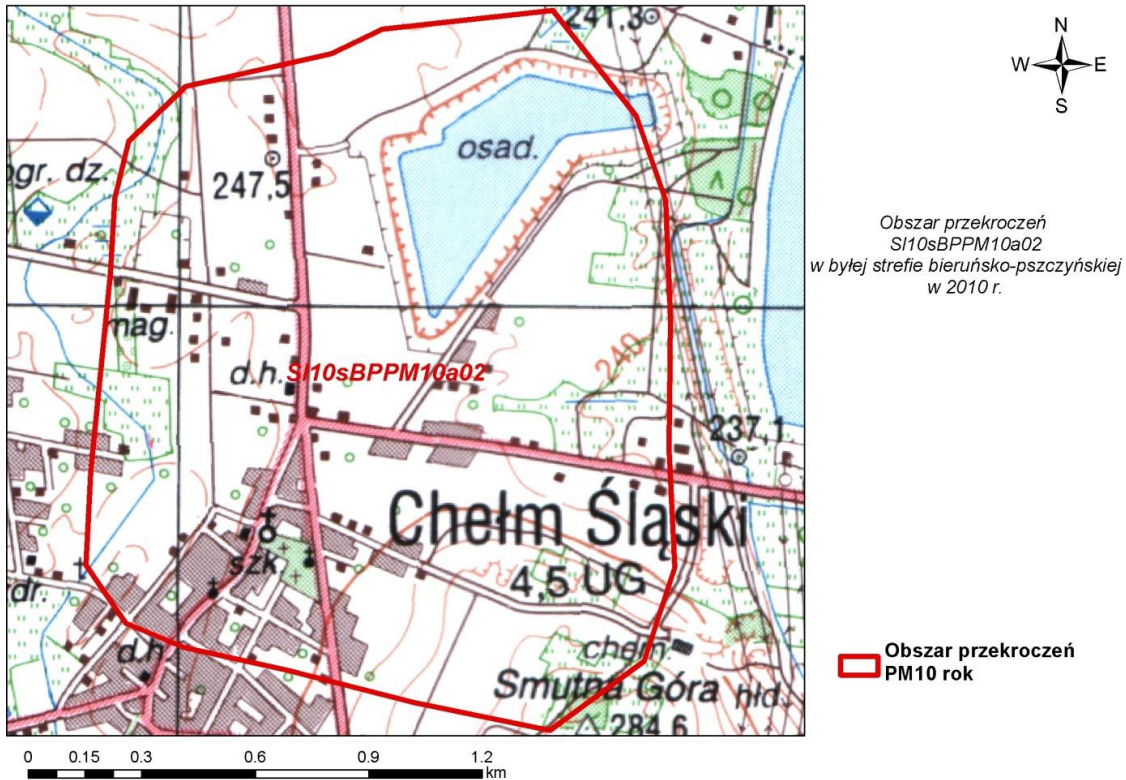 241,3
N
W E
S
osad.
ogr. dz.
247,5
Obszar przekroczeń
Sl10sBPPM10a02
w byłej strefie bieruńsko-pszczyńskiej
w 2010 r.
mag.
240
d.h.
Sl10sBPPM10a02
237,1
Chełm Śląski
szk.
4,5 UG
dr.
chełm
d.h.
Smutna Góra
hłd.
284,6
Obszar przekroczeń
PM10 rok
0 0.15 0.3 0.6 0.9 1.2
km